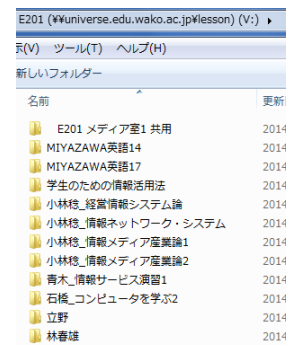 E201 (¥¥universe.edu.wako.ac.jp¥lesson) (V:)
示(V) ツール(T) ヘルプ(H)
新しいフォルダー
名前 更新
E201 メディア室1 共用 2014
MIYAZAWA英語14 2014
MIYAZAWA英語17 2014
学生のための情報活用法 2014
小林稔_経営情報システム論 2014
小林稔_情報ネットワーク・システム 2014
小林稔_情報メディア産業論1 2014
小林稔_情報メディア産業論2 2014
青木_情報サービス演習1 2014
石橋_コンピュータを学ぶ2 2014
立野 2014
林春雄 2014